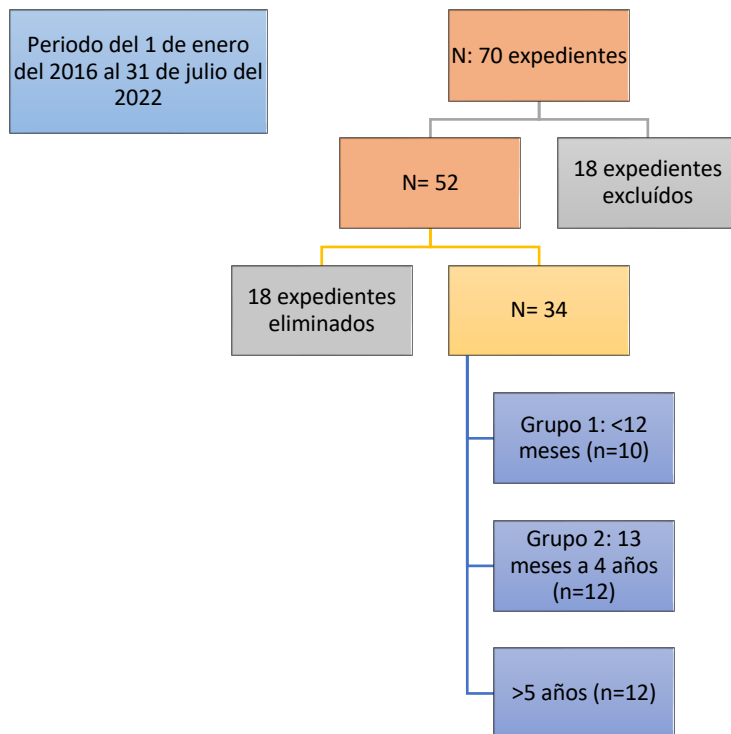 Periodo del 1 de enero
del 2016 al 31 de julio del
2022
N: 70 expedientes
N= 52
18 expedientes
excluídos
18 expedientes
eliminados
N= 34
Grupo 1: <12
meses (n=10)
Grupo 2: 13
meses a 4 años
(n=12)
>5 años (n=12)